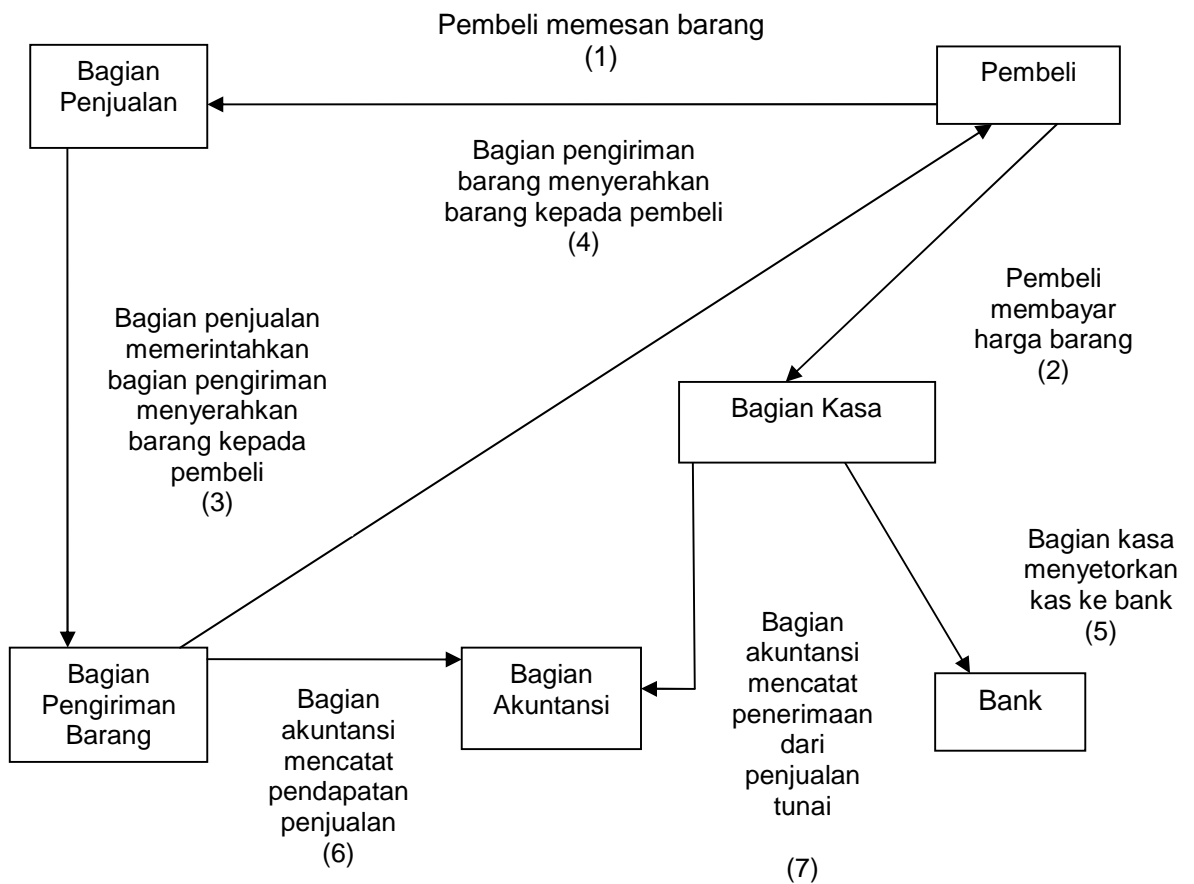 Pembeli memesan barang
(1)
Bagian
Penjualan
Pembeli
Bagian pengiriman
barang menyerahkan
barang kepada pembeli
(4)
Pembeli
membayar
harga barang
(2)
Bagian penjualan
memerintahkan
bagian pengiriman
menyerahkan
barang kepada
pembeli
(3)
Bagian Kasa
Bagian kasa
menyetorkan
kas ke bank
(5)
Bagian
Pengiriman
Barang
Bagian
akuntansi
mencatat
pendapatan
penjualan
(6)
Bagian
Akuntansi
Bagian
akuntansi
mencatat
penerimaan
dari
penjualan
tunai
(7)
Bank